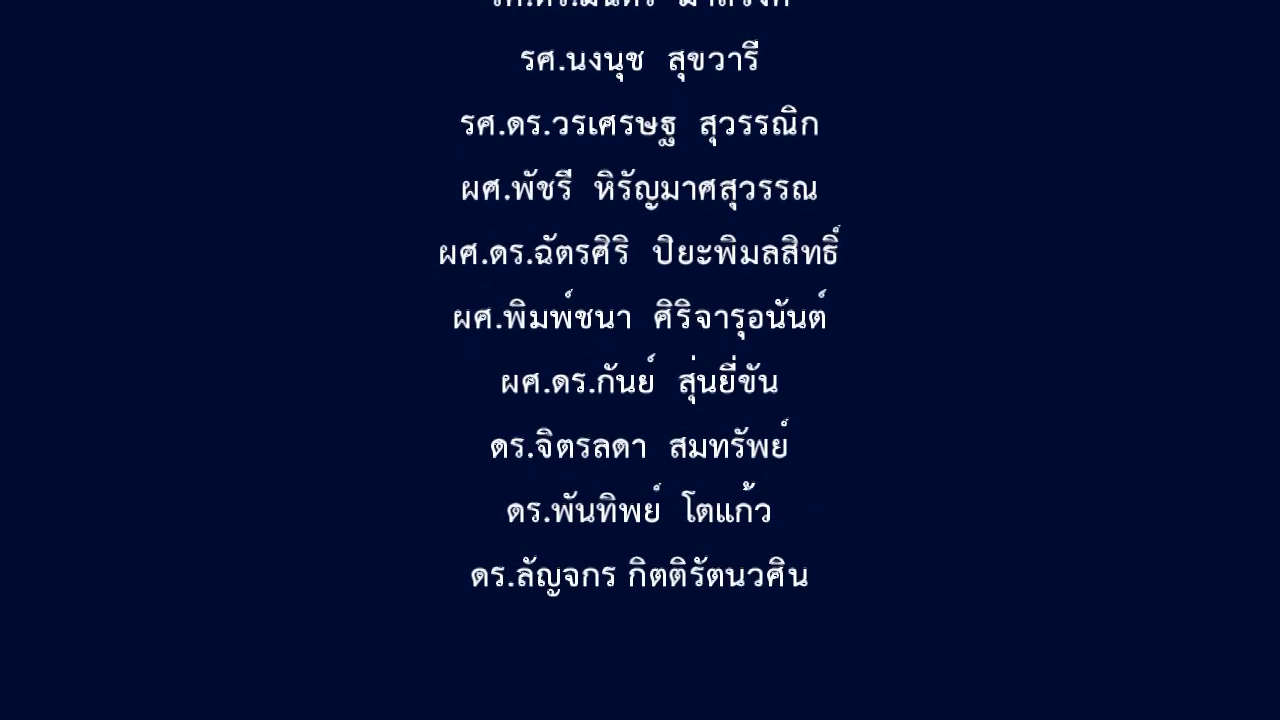 รศ.นงนุช สุขวารี
รศ.ดร.วรเศรษฐ สุวรรณิก
ผศ.พัชรี หิรัญมาศสุวรรณ
ผศ.ดร.ฉัตรศิริ ปิยะพิมลสิทธิ์
ผศ.พิมพ์ชนา ศิริจารุอนันต์
ผศ.ดร.กันย์ สุ่นยี่ขัน
ดร.จิตรลดา สมทรัพย์
ดร.พันทิพย์ โตแก้ว
ดร.ลัญจกร กิตติรัตนวศิน